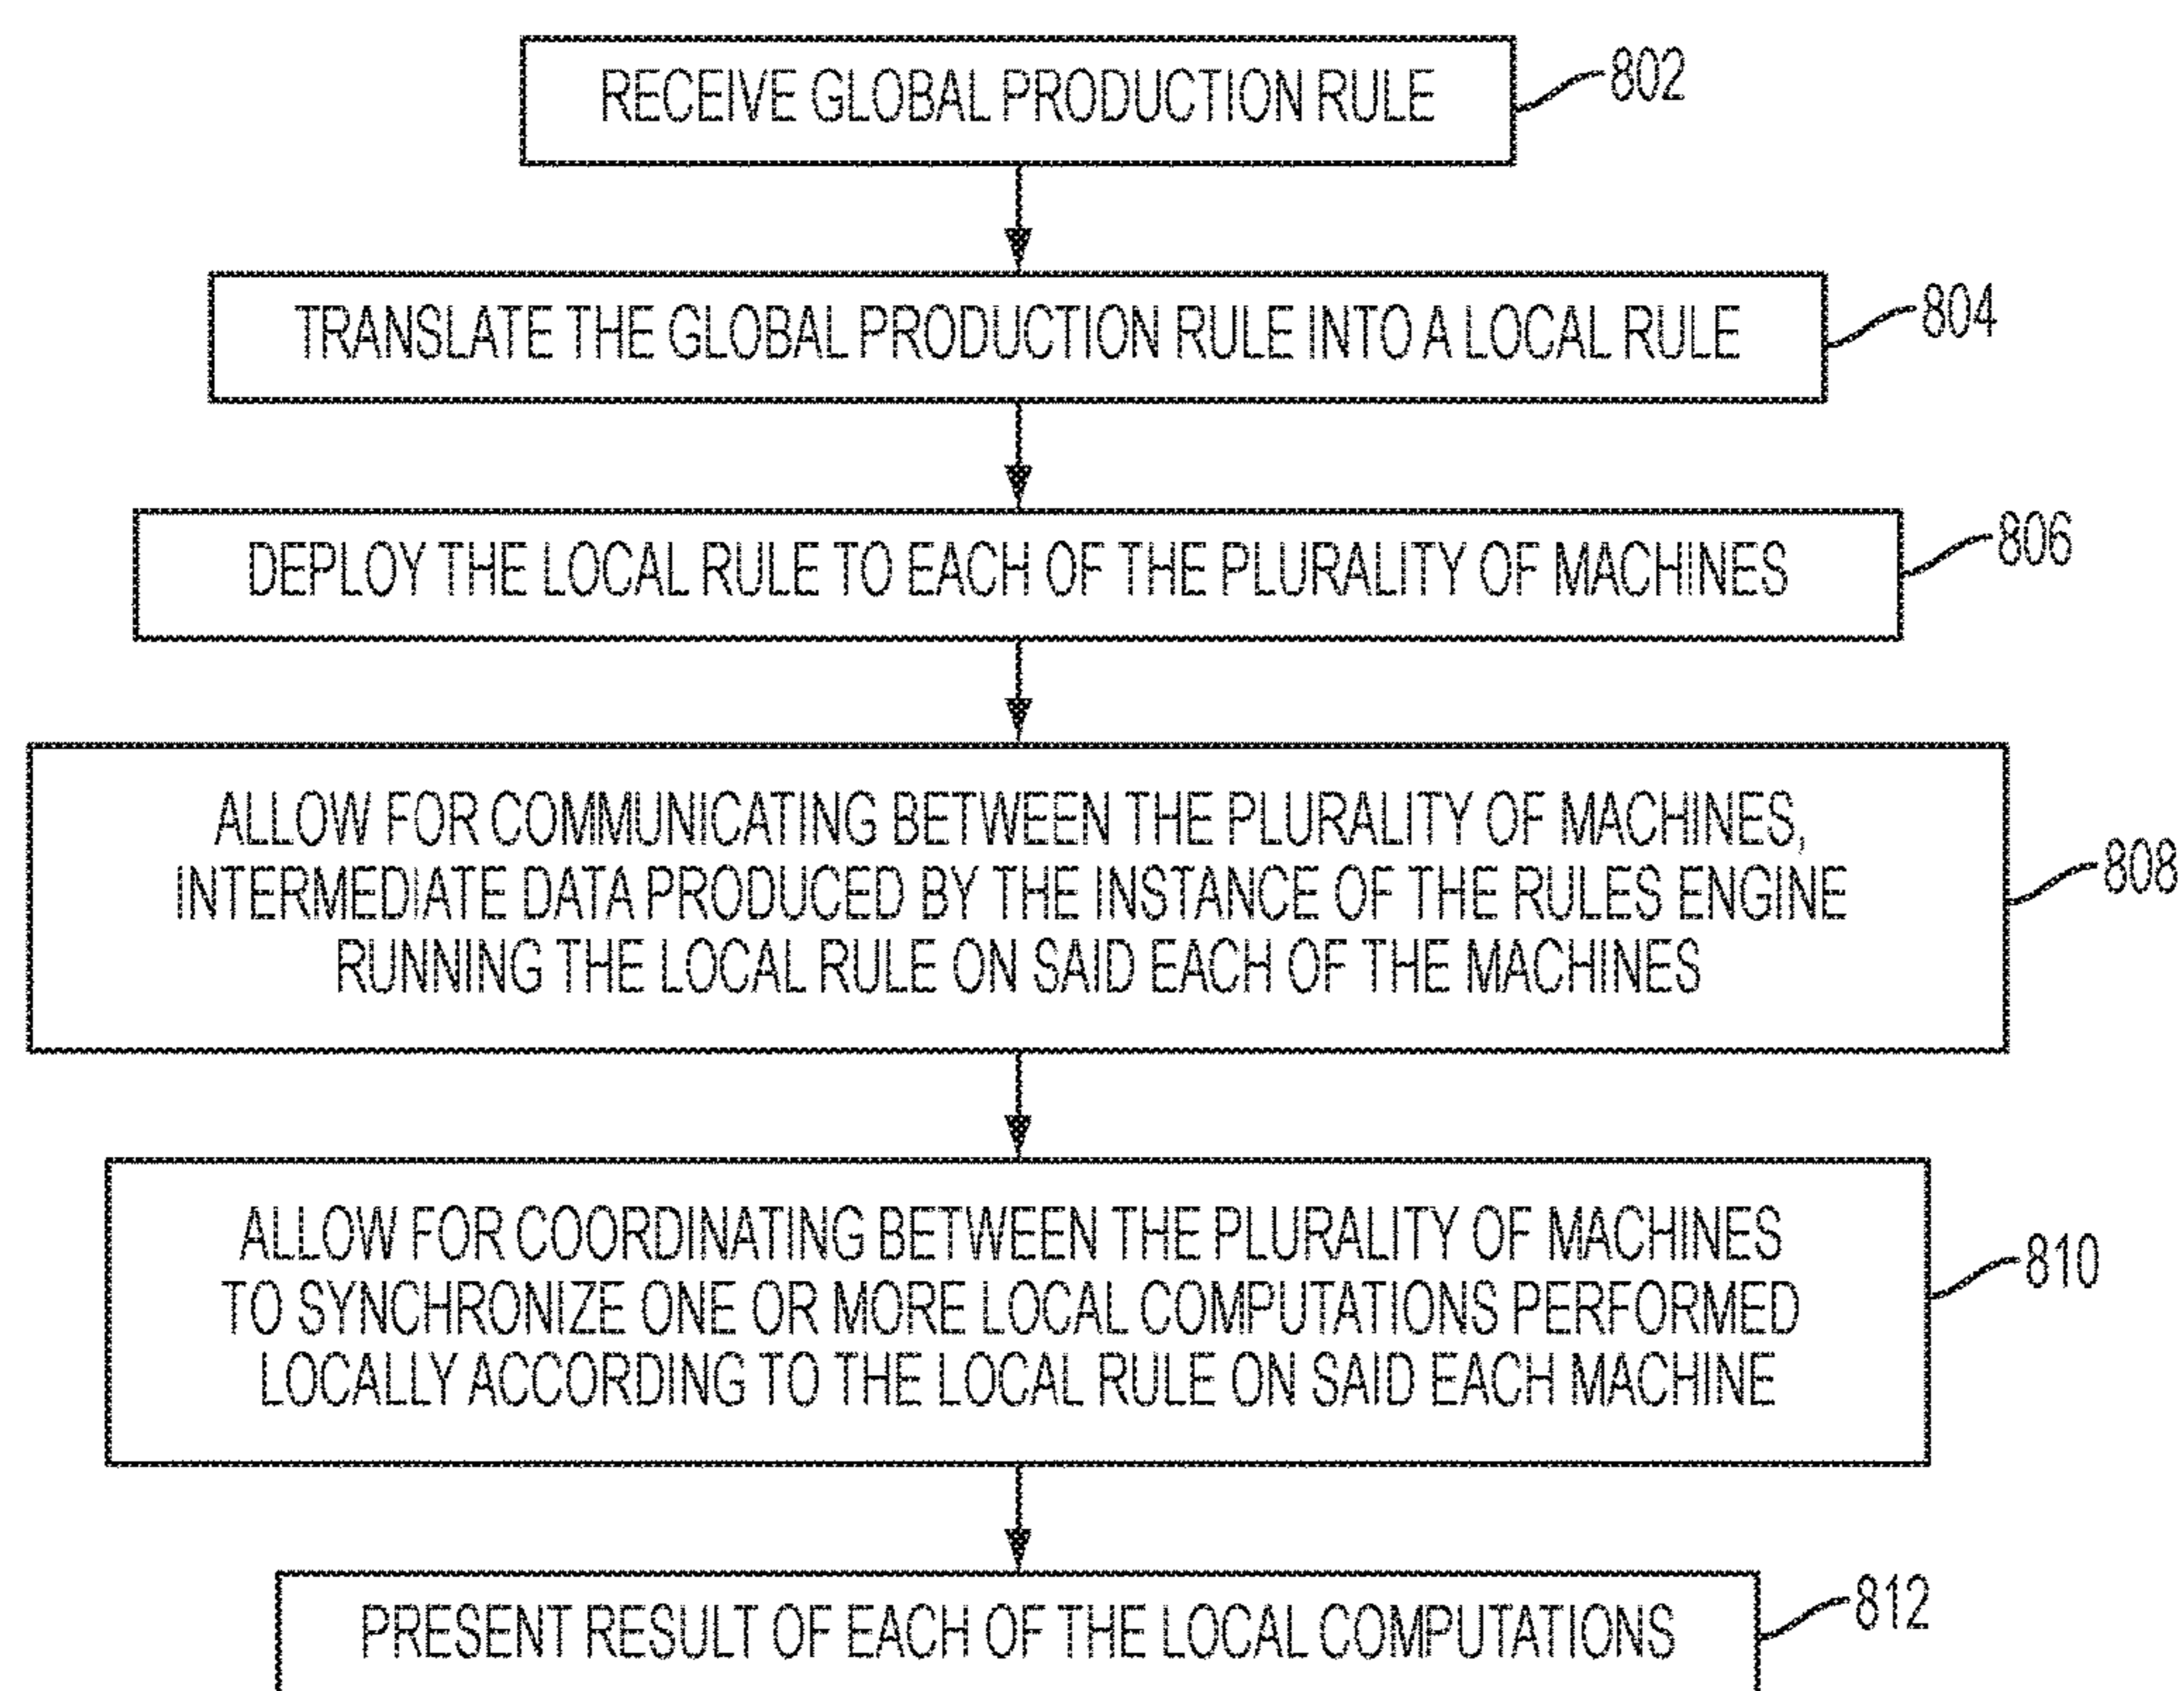 RECEIVE GLOBAL PRODUCTION RULE
802
TRANSLATE THE GLOBAL PRODUCTION RULE INTO A LOCAL RULE
804
DEPLOY THE LOCAL RULE TO EACH OF THE PLURALITY OF MACHINES
806
ALLOW FOR COMMUNICATING BETWEEN THE PLURALITY OF MACHINES,
INTERMEDIATE DATA PRODUCED BY THE INSTANCE OF THE RULES ENGINE
RUNNING THE LOCAL RULE ON SAID EACH OF THE MACHINES
808
ALLOW FOR COORDINATING BETWEEN THE PLURALITY OF MACHINES
TO SYNCHRONIZE ONE OR MORE LOCAL COMPUTATIONS PERFORMED
LOCALLY ACCORDING TO THE LOCAL RULE ON SAID EACH MACHINE
810
PRESENT RESULT OF EACH OF THE LOCAL COMPUTATIONS
812